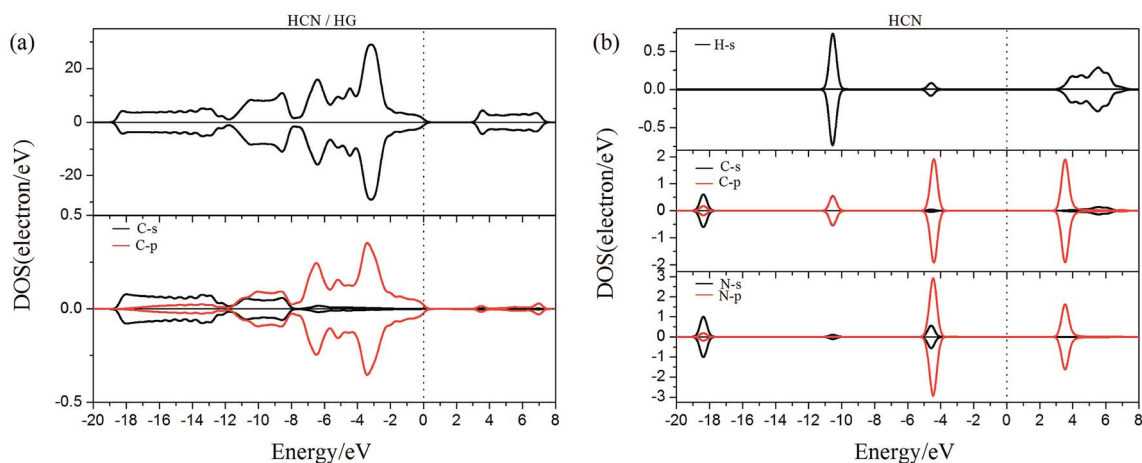 (a)
HCN / HG
DOS(electron/eV)
20
0
-20
0.5
C-s
C-p
0.0
-0.5
-20 -18 -16 -14 -12 -10 -8 -6 -4 -2 0 2 4 6 8
Energy/eV
(b)
HCN
DOS(electron/eV)
H-s
0.5
0.0
-0.5
2
C-s
C-p
1
0
-1
-2
3
N-s
N-p
2
1
0
-1
-2
-3
-20 -18 -16 -14 -12 -10 -8 -6 -4 -2 0 2 4 6 8
Energy/eV